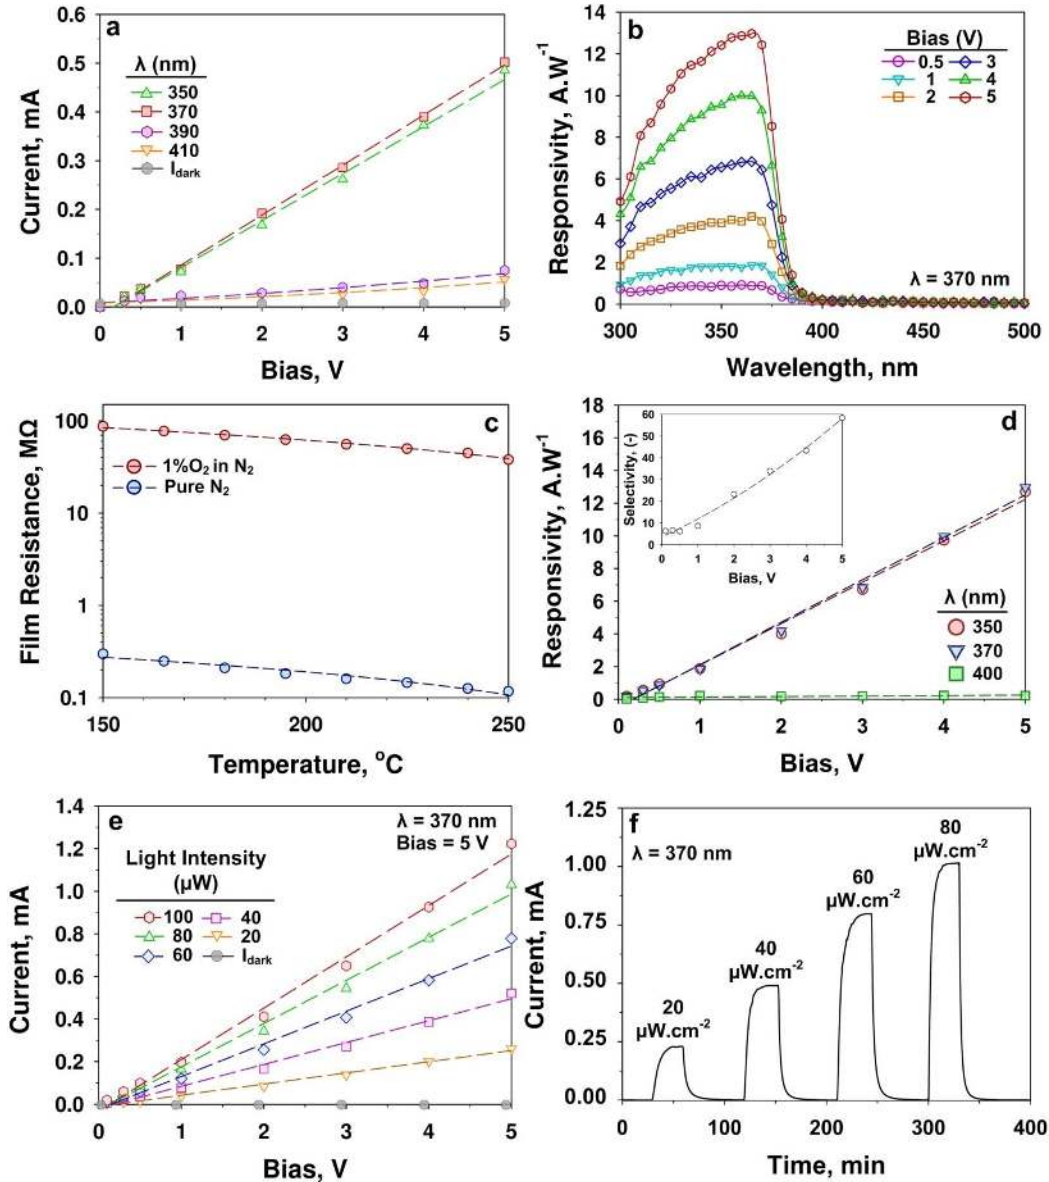 a
λ (nm)
350
370
390
410
I_dark
Current, mA
0.6
0.5
0.4
0.3
0.2
0.1
0.0
0 1 2 3 4 5
Bias, V
b
Bias (V)
0.5 3
1 4
2 5
λ = 370 nm
Responsivity, A.W⁻¹
14
12
10
8
6
4
2
0
300 350 400 450 500
Wavelength, nm
c
1%O₂ in N₂
Pure N₂
Film Resistance, MΩ
100
10
1
0.1
150 200 250
Temperature, °C
d
Responsivity, A.W⁻¹
18
16
14
12
10
8
6
4
2
0
Selectivity, (-)
60
50
40
30
20
10
0
0 1 2 3 4 5
Bias, V
λ (nm)
350
370
400
0 1 2 3 4 5
Bias, V
e
λ = 370 nm
Bias = 5 V
Light Intensity
(µW)
100 40
80 20
60 I_dark
Current, mA
1.4
1.2
1.0
0.8
0.6
0.4
0.2
0.0
0 1 2 3 4 5
Bias, V
f
λ = 370 nm
20
µW.cm⁻²
40
µW.cm⁻²
60
µW.cm⁻²
80
µW.cm⁻²
Current, mA
1.25
1.00
0.75
0.50
0.25
0.00
0 100 200 300 400
Time, min